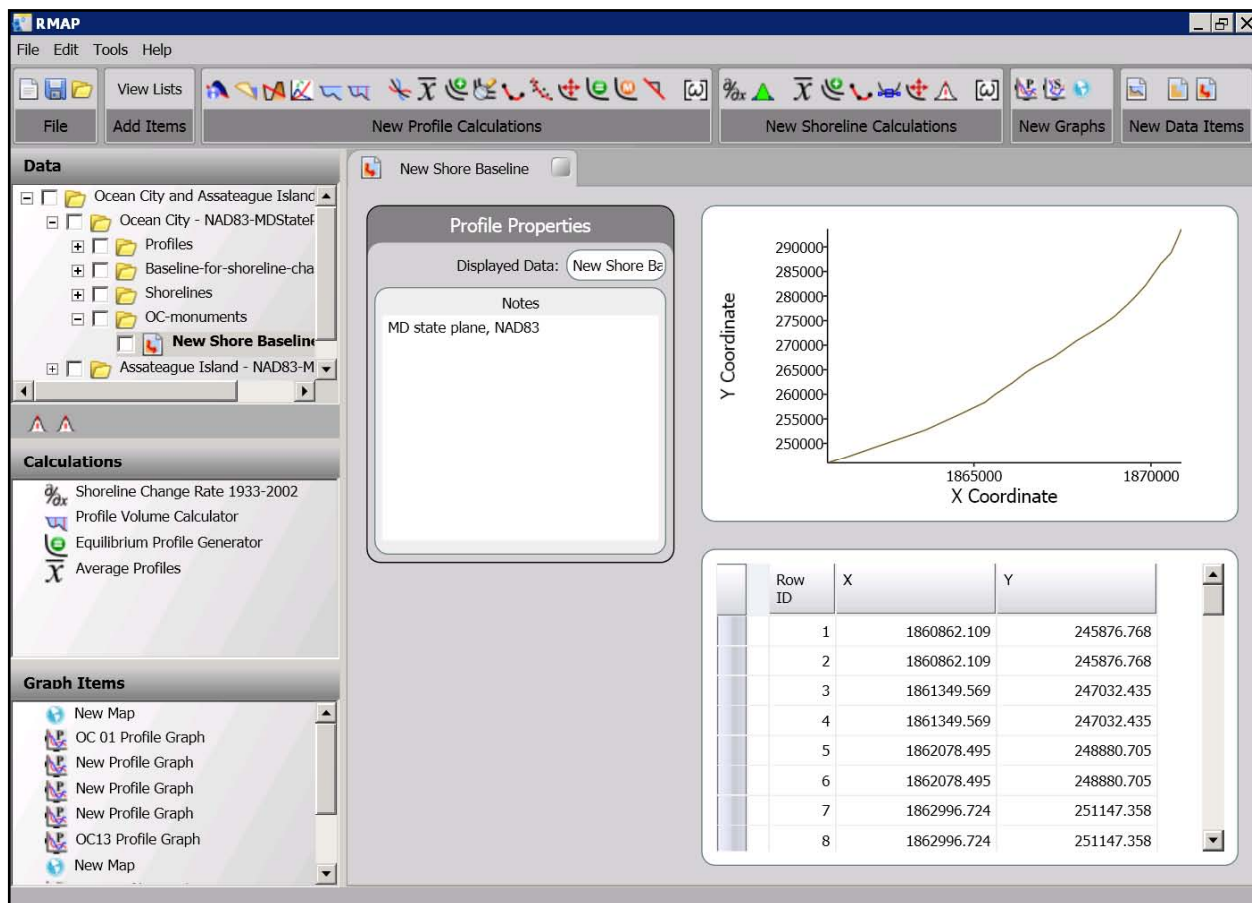 RMAP
File Edit Tools Help
View Lists
File
Add Items
New Profile Calculations
New Shoreline Calculations
New Graphs
New Data Items
Data
Ocean City and Assateague Island
Ocean City - NAD83-MDStateP
Profiles
Baseline-for-shoreline-cha
Shorelines
OC-monuments
New Shore Baseline
Assateague Island - NAD83-M
Calculations
Shoreline Change Rate 1933-2002
Profile Volume Calculator
Equilibrium Profile Generator
Average Profiles
Graph Items
New Map
OC 01 Profile Graph
New Profile Graph
New Profile Graph
New Profile Graph
OC13 Profile Graph
New Map
New Shore Baseline
Profile Properties
Displayed Data: New Shore Ba
Notes
MD state plane, NAD83
Y Coordinate
290000
285000
280000
275000
270000
265000
260000
255000
250000
1865000 1870000
X Coordinate
Row ID X Y
1 1860862.109 245876.768
2 1860862.109 245876.768
3 1861349.569 247032.435
4 1861349.569 247032.435
5 1862078.495 248880.705
6 1862078.495 248880.705
7 1862996.724 251147.358
8 1862996.724 251147.358